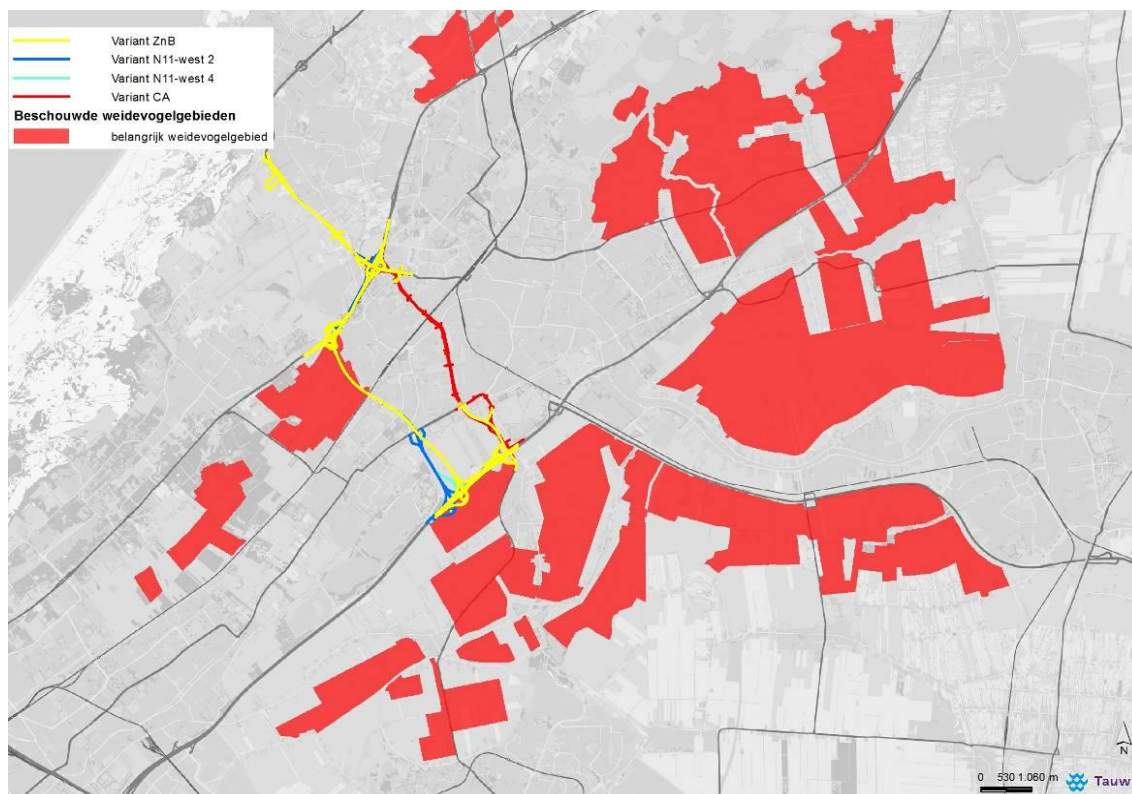 Variant ZnB
Variant N11-west 2
Variant N11-west 4
Variant CA
Beschouwde weidevogelgebieden
belangrijk weidevogelgebied
N
0 530 1.060 m
Tauw